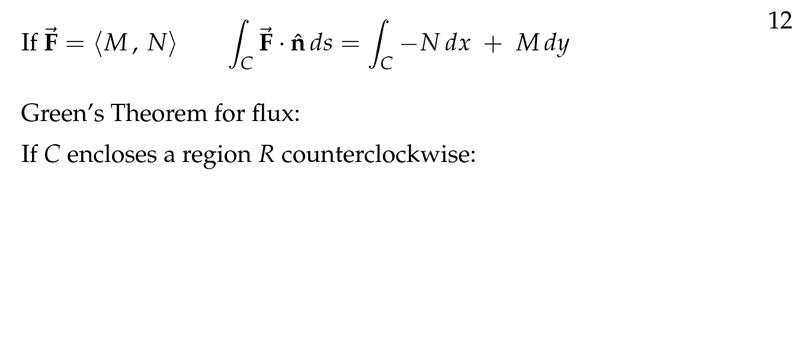 12
If $\vec{\mathbf{F}} = \langle M, N \rangle$ $\int_C \vec{\mathbf{F}} \cdot \hat{\mathbf{n}}\, ds = \int_C -N\, dx + M\, dy$
Green’s Theorem for flux:
If $C$ encloses a region $R$ counterclockwise: